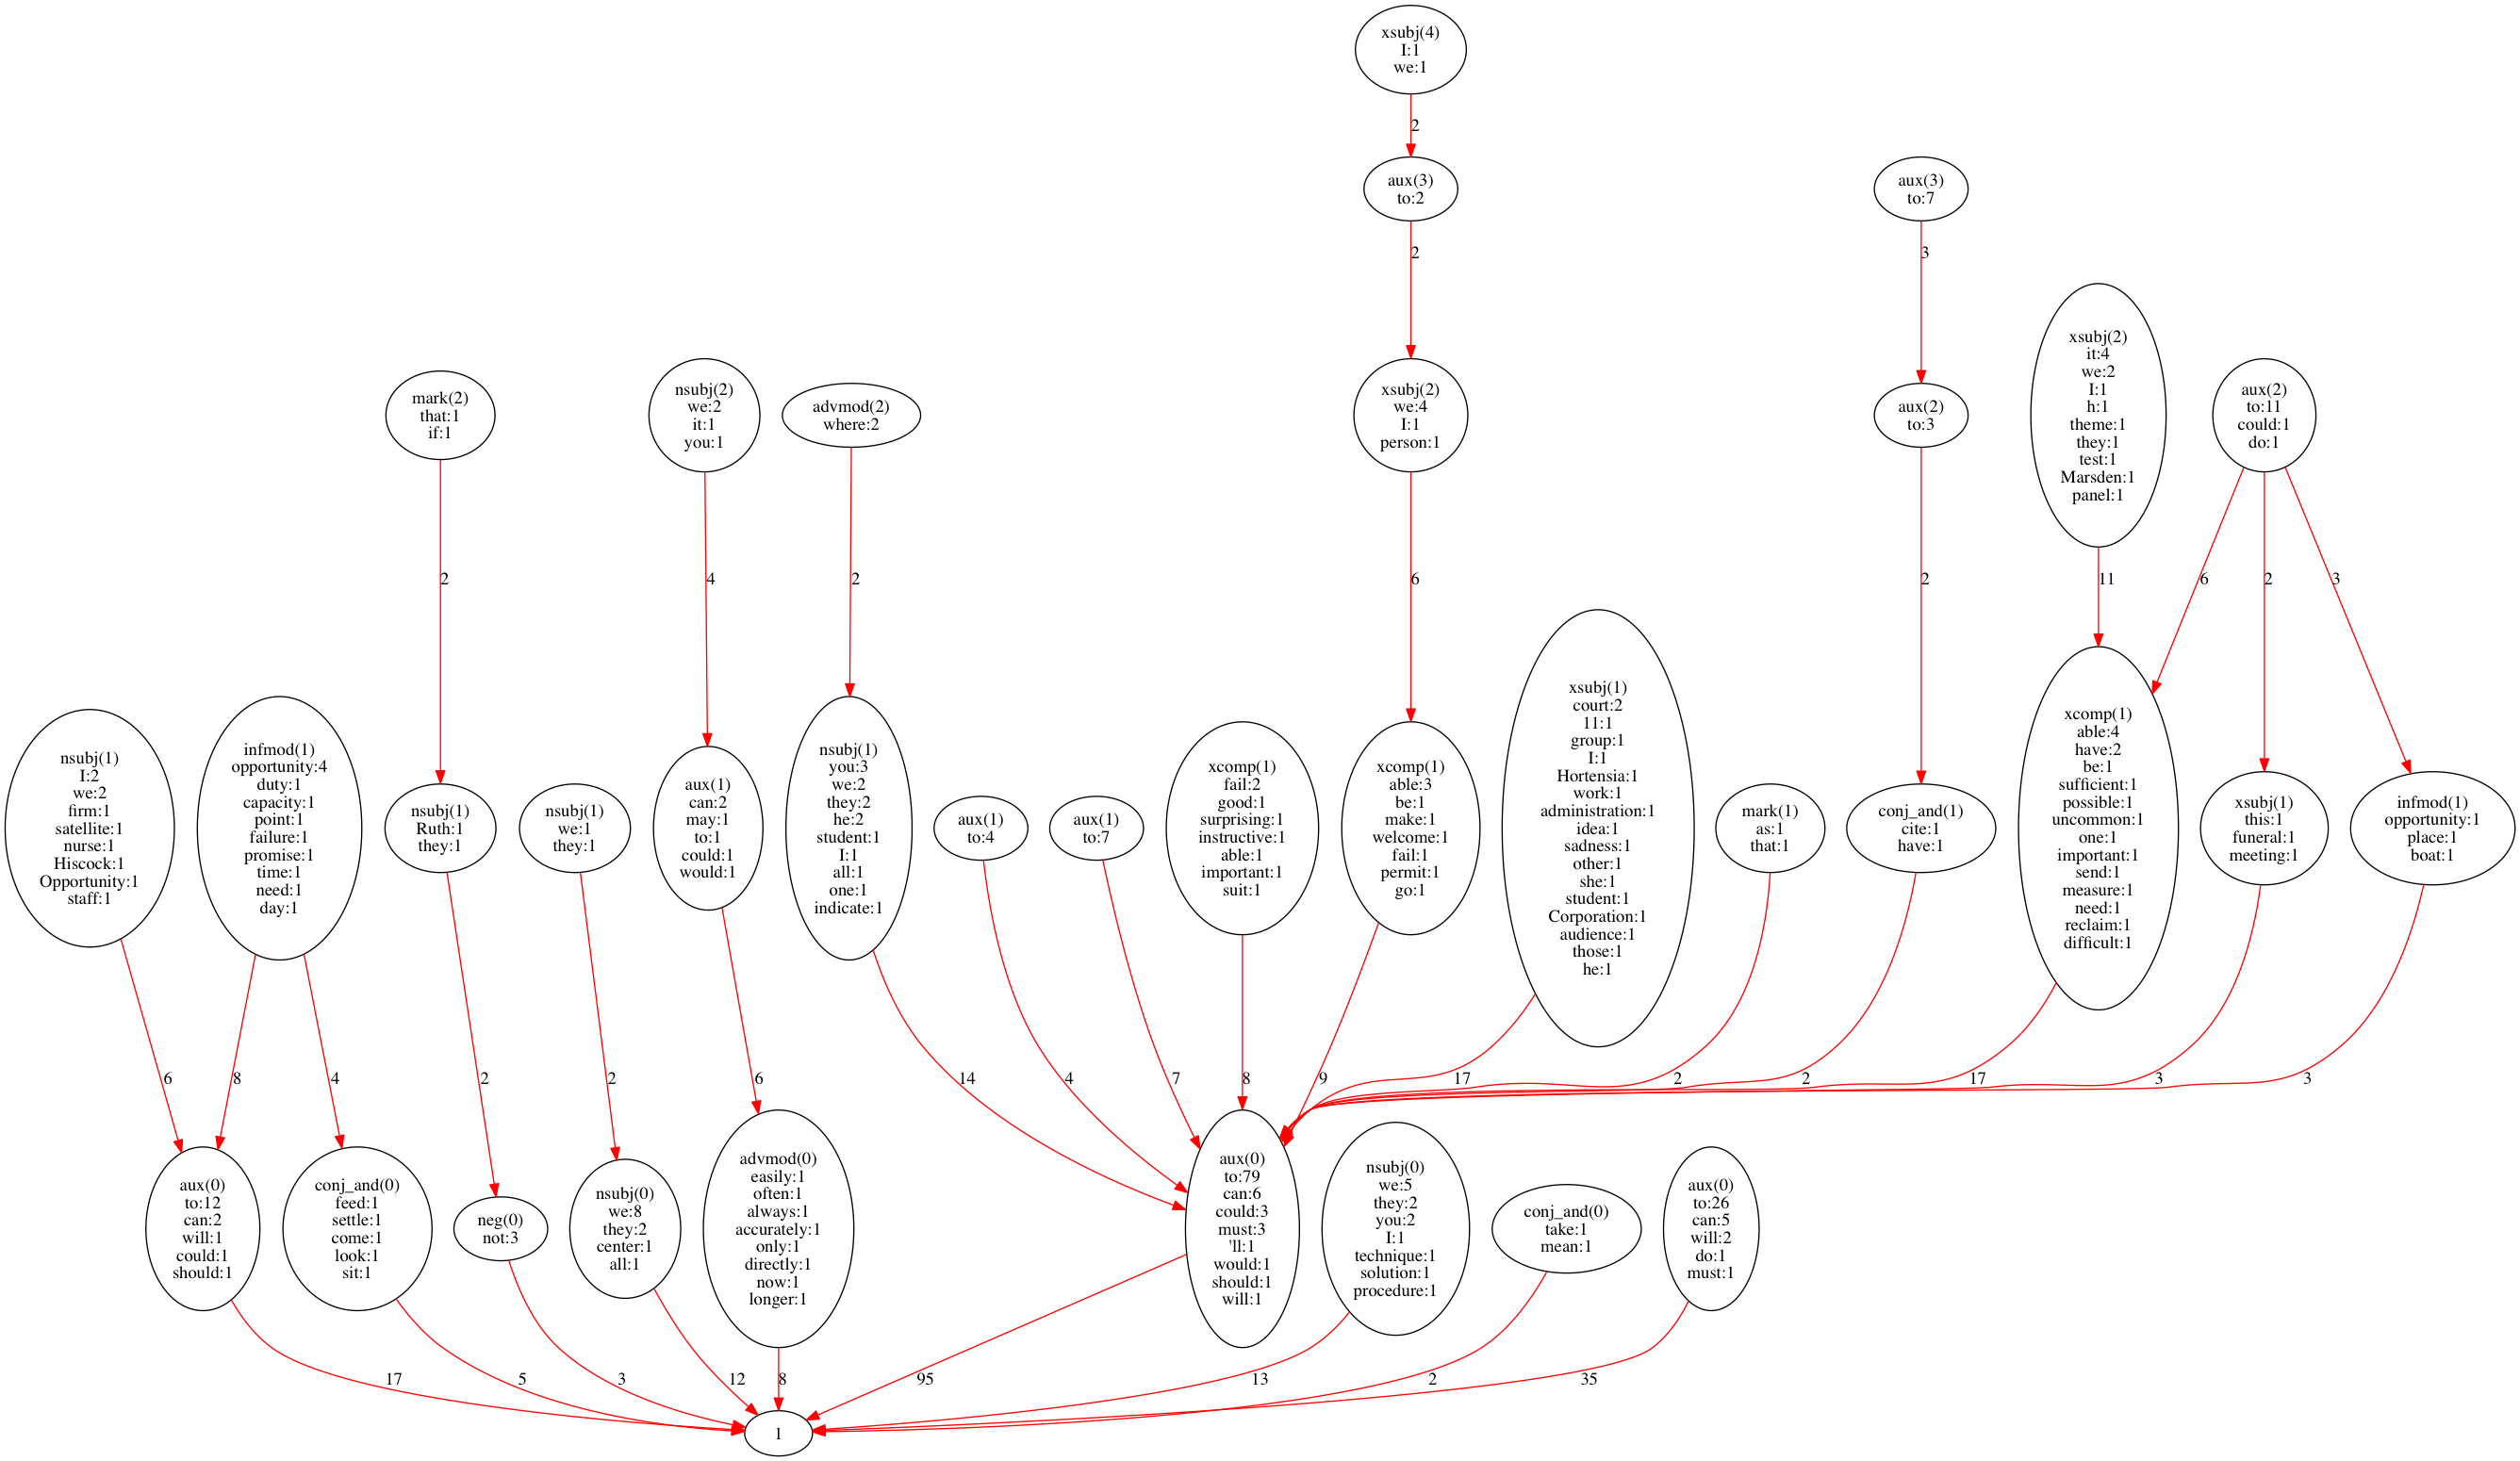 xsubj(4)
I:1
we:1
2
aux(3)
to:2
aux(3)
to:7
2
3
xsubj(2)
it:4
we:2
I:1
h:1
theme:1
they:1
test:1
Marsden:1
panel:1
mark(2)
that:1
if:1
nsubj(2)
we:2
it:1
you:1
advmod(2)
where:2
xsubj(2)
we:4
I:1
person:1
aux(2)
to:3
aux(2)
to:11
could:1
do:1
2
4
2
6
2
11
6
2
3
nsubj(1)
I:2
we:2
firm:1
satellite:1
nurse:1
Hiscock:1
Opportunity:1
staff:1
infmod(1)
opportunity:4
duty:1
capacity:1
point:1
failure:1
promise:1
time:1
need:1
day:1
nsubj(1)
Ruth:1
they:1
nsubj(1)
we:1
they:1
aux(1)
can:2
may:1
to:1
could:1
would:1
nsubj(1)
you:3
we:2
they:2
he:2
student:1
I:1
all:1
one:1
indicate:1
aux(1)
to:4
aux(1)
to:7
xcomp(1)
fail:2
good:1
surprising:1
instructive:1
able:1
important:1
suit:1
xcomp(1)
able:3
be:1
make:1
welcome:1
fail:1
permit:1
go:1
xsubj(1)
court:2
11:1
group:1
I:1
Hortensia:1
work:1
administration:1
idea:1
sadness:1
other:1
she:1
student:1
Corporation:1
audience:1
those:1
he:1
mark(1)
as:1
that:1
conj_and(1)
cite:1
have:1
xcomp(1)
able:4
have:2
be:1
sufficient:1
possible:1
uncommon:1
one:1
important:1
send:1
measure:1
need:1
reclaim:1
difficult:1
xsubj(1)
this:1
funeral:1
meeting:1
infmod(1)
opportunity:1
place:1
boat:1
6
8
4
2
2
6
14
4
7
8
9
17
2
2
17
3
3
aux(0)
to:12
can:2
will:1
could:1
should:1
conj_and(0)
feed:1
settle:1
come:1
look:1
sit:1
neg(0)
not:3
nsubj(0)
we:8
they:2
center:1
all:1
advmod(0)
easily:1
often:1
always:1
accurately:1
only:1
directly:1
now:1
longer:1
aux(0)
to:79
can:6
could:3
must:3
'll:1
would:1
should:1
will:1
nsubj(0)
we:5
they:2
you:2
I:1
technique:1
solution:1
procedure:1
conj_and(0)
take:1
mean:1
aux(0)
to:26
can:5
will:2
do:1
must:1
17
5
3
12
8
95
13
2
35
1